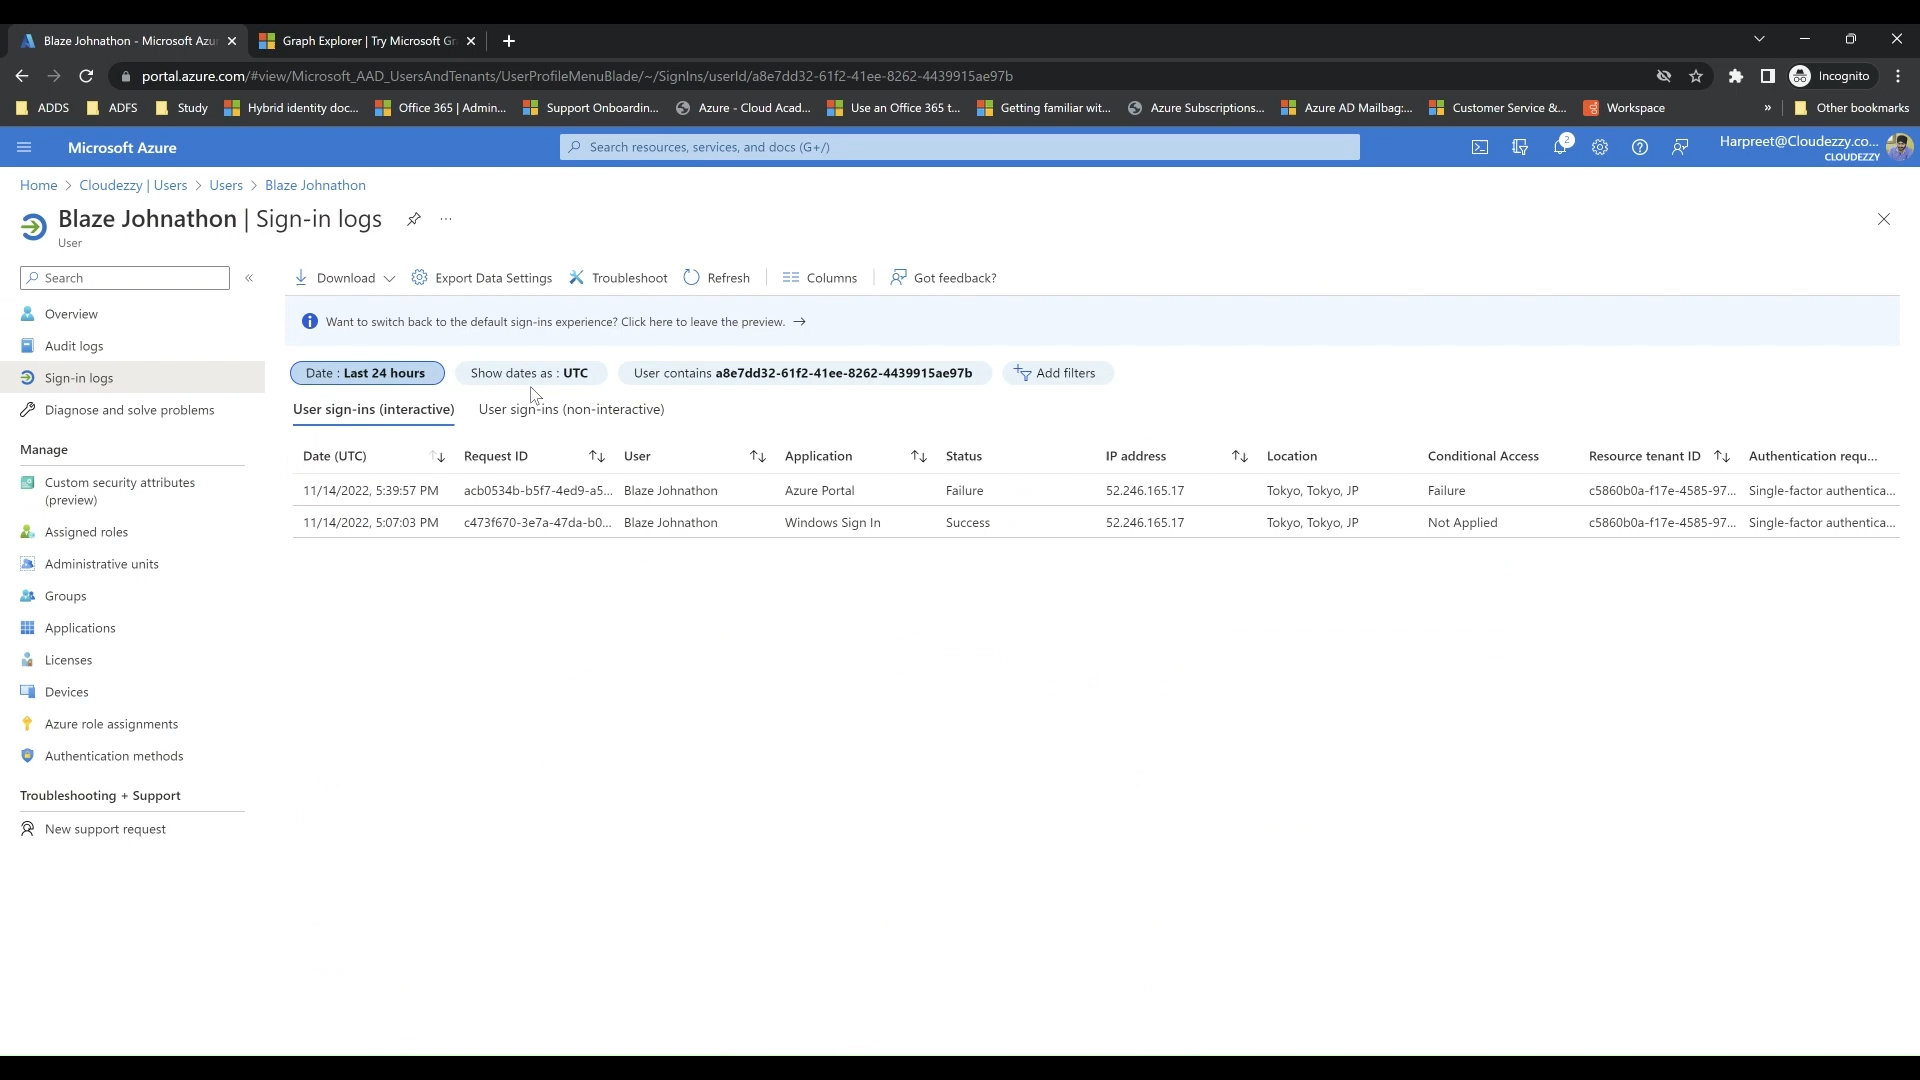 Blaze Johnathon - Microsoft Azur
Graph Explorer | Try Microsoft Gr
portal.azure.com/#view/Microsoft_AAD_UsersAndTenants/UserProfileMenuBlade/~/SignIns/userId/a8e7dd32-61f2-41ee-8262-4439915ae97b
Incognito
ADDS
ADFS
Study
Hybrid identity doc...
Office 365 | Admin...
Support Onboardin...
Azure - Cloud Acad...
Use an Office 365 t...
Getting familiar wit...
Azure Subscriptions...
Azure AD Mailbag:...
Customer Service &...
Workspace
»
Other bookmarks
Microsoft Azure
Search resources, services, and docs (G+/)
2
Harpreet@Cloudezzy.co...
CLOUDEZZY
Home > Cloudezzy | Users > Users > Blaze Johnathon
Blaze Johnathon | Sign-in logs
...
User
Search
«
Download
Export Data Settings
Troubleshoot
Refresh
Columns
Got feedback?
Overview
Audit logs
Sign-in logs
Diagnose and solve problems
Manage
Custom security attributes
(preview)
Assigned roles
Administrative units
Groups
Applications
Licenses
Devices
Azure role assignments
Authentication methods
Troubleshooting + Support
New support request
Want to switch back to the default sign-ins experience? Click here to leave the preview. →
Date : Last 24 hours
Show dates as : UTC
User contains a8e7dd32-61f2-41ee-8262-4439915ae97b
Add filters
User sign-ins (interactive)
User sign-ins (non-interactive)
Date (UTC) ↑↓ Request ID ↑↓ User ↑↓ Application ↑↓ Status IP address ↑↓ Location Conditional Access Resource tenant ID ↑↓ Authentication requ...
11/14/2022, 5:39:57 PM acb0534b-b5f7-4ed9-a5... Blaze Johnathon Azure Portal Failure 52.246.165.17 Tokyo, Tokyo, JP Failure c5860b0a-f17e-4585-97... Single-factor authentica...
11/14/2022, 5:07:03 PM c473f670-3e7a-47da-b0... Blaze Johnathon Windows Sign In Success 52.246.165.17 Tokyo, Tokyo, JP Not Applied c5860b0a-f17e-4585-97... Single-factor authentica...